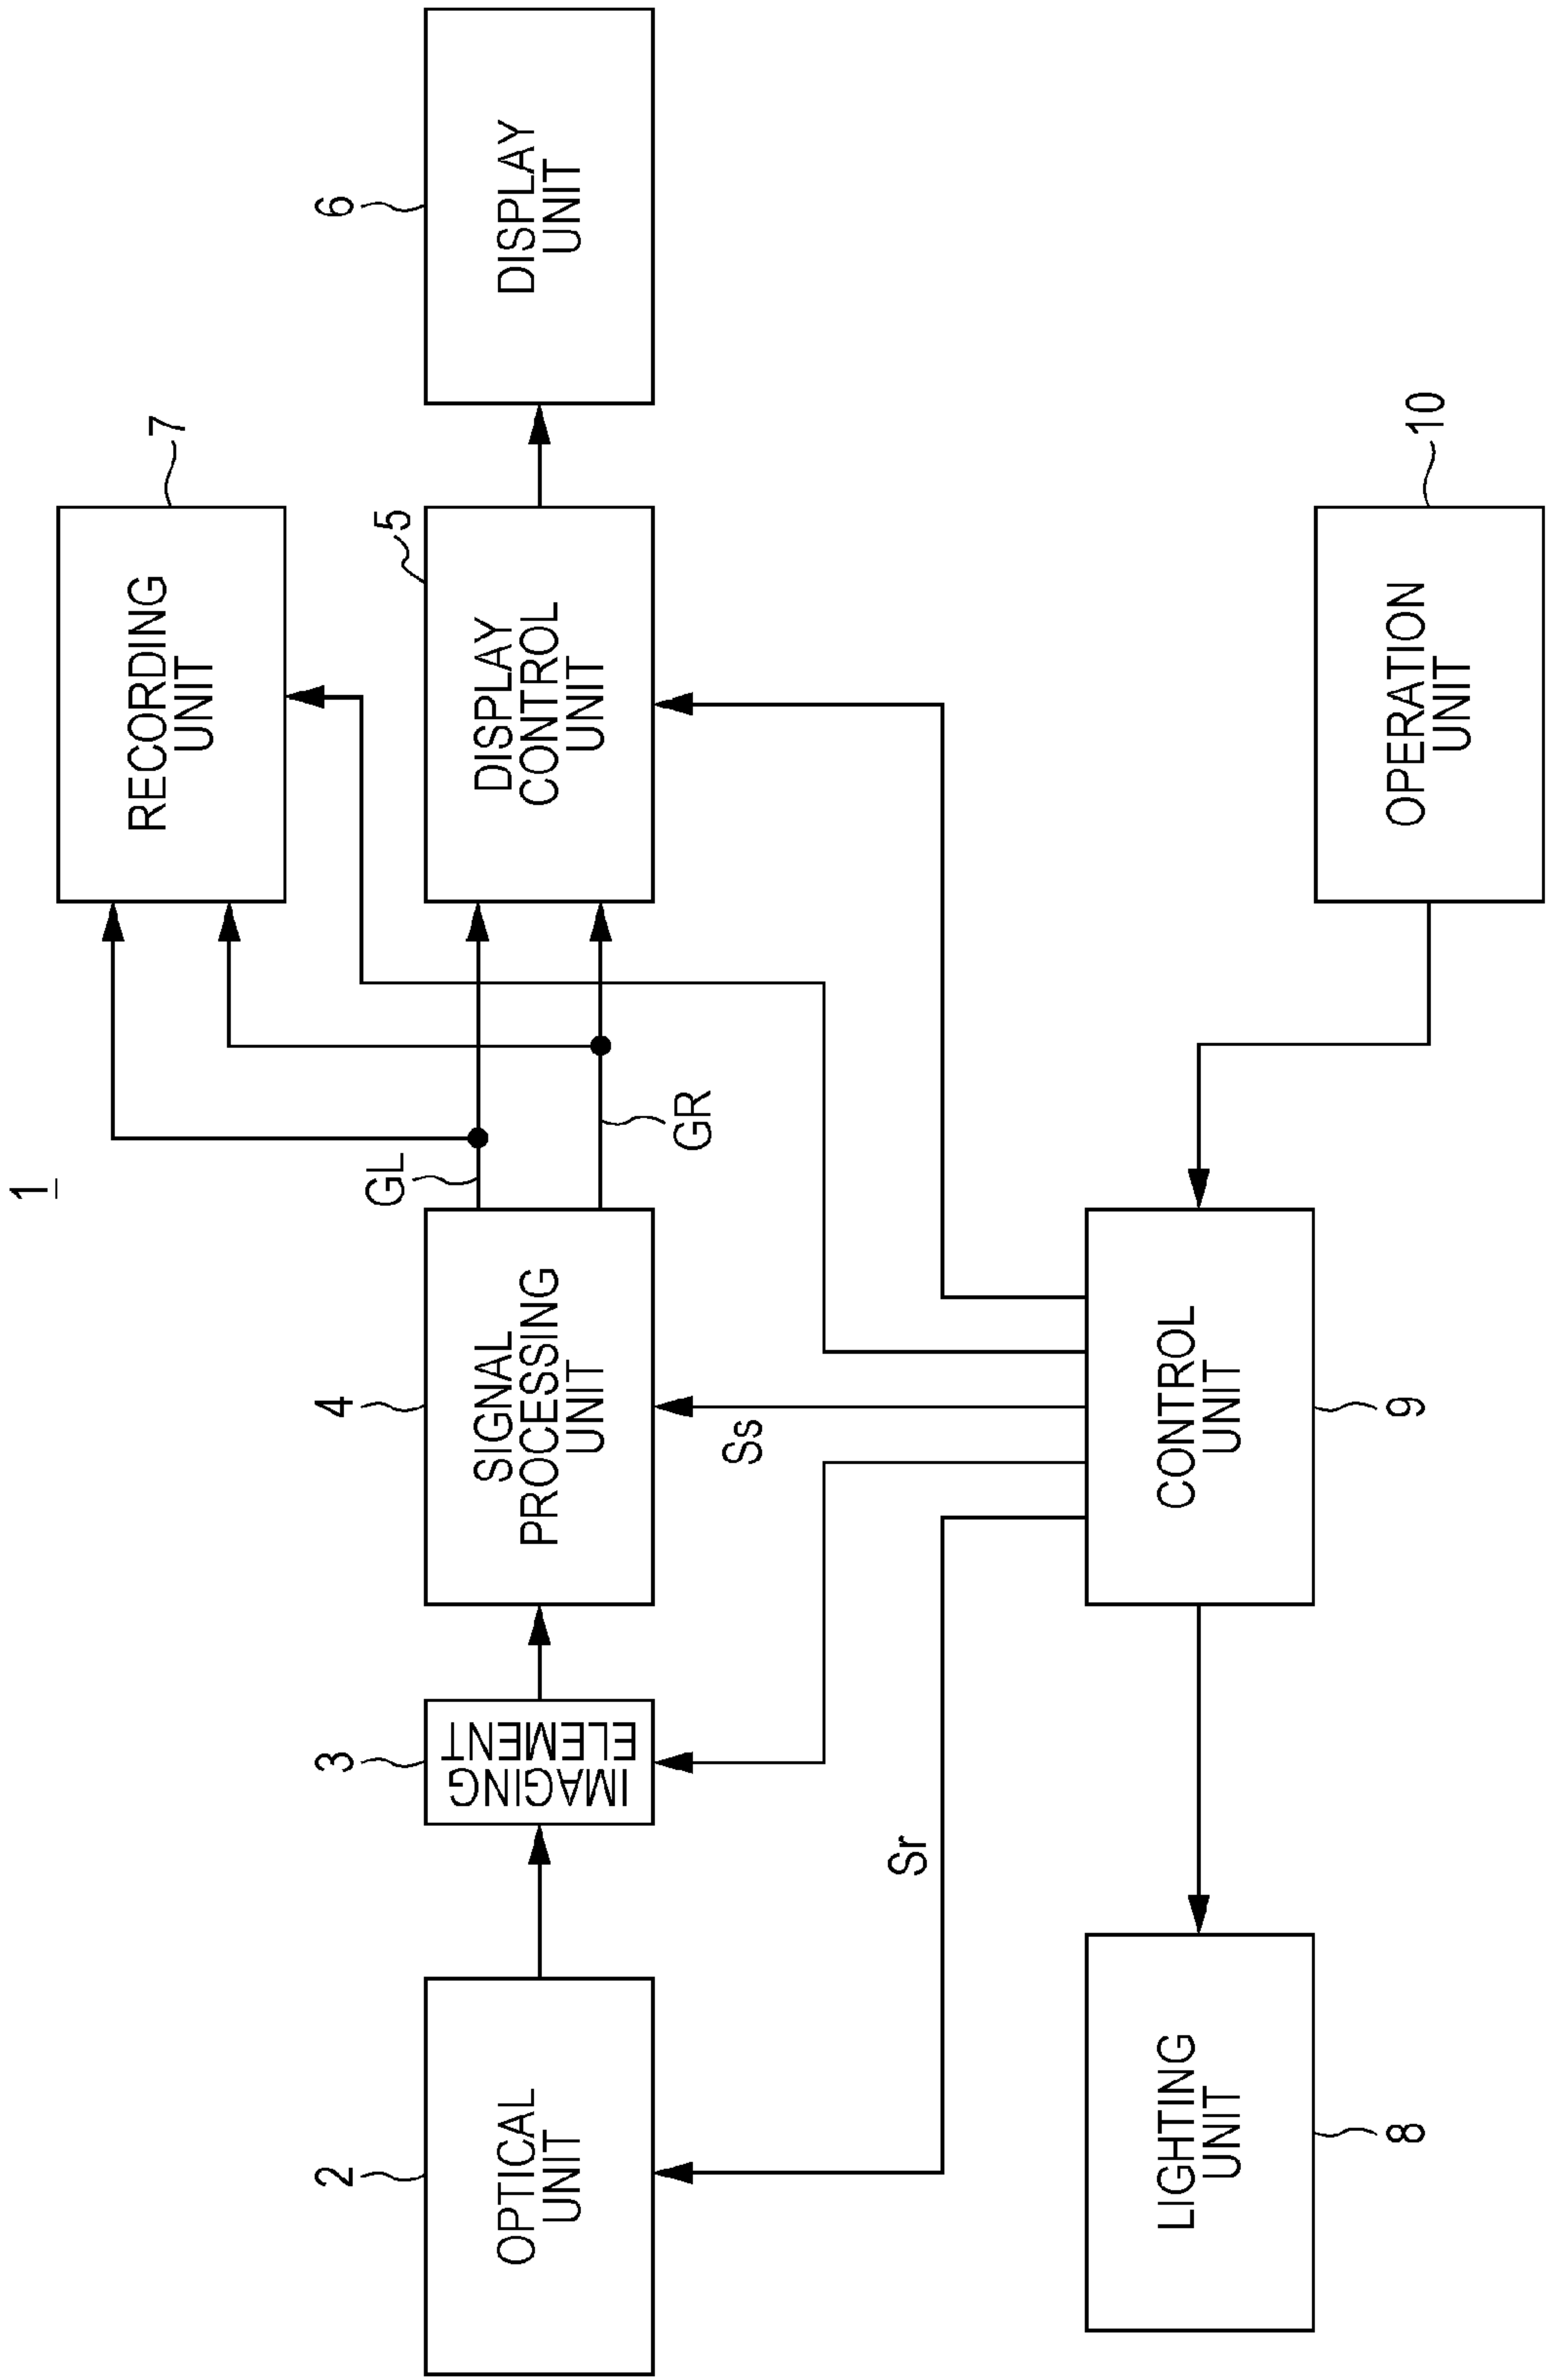 1
7
RECORDING
UNIT
2
OPTICAL
UNIT
3
IMAGING
ELEMENT
4
SIGNAL
PROCESSING
UNIT
GL
GR
5
DISPLAY
CONTROL
UNIT
6
DISPLAY
UNIT
Ss
Sr
LIGHTING
UNIT
8
CONTROL
UNIT
9
10
OPERATION
UNIT